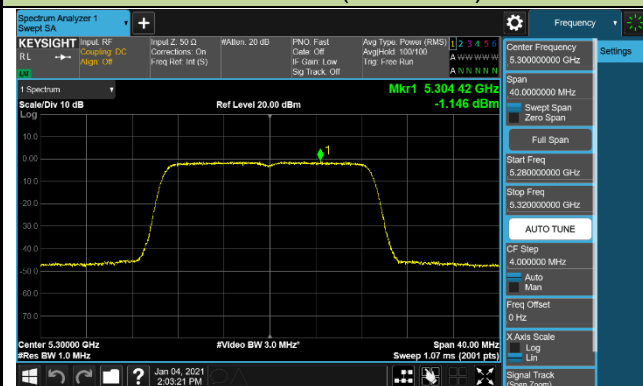 Spectrum Analyzer 1
Swept SA
Frequency
KEYSIGHT
RL
LW
Input: RF
Coupling: DC
Align: Off
Input Z: 50 Ω
Corrections: On
Freq Ref: Int (S)
#Atten: 20 dB
PNO: Fast
Gate: Off
IF Gain: Low
Sig Track: Off
Avg Type: Power (RMS)
Avg|Hold: 100/100
Trig: Free Run
1 2 3 4 5 6
A W W W W W
A N N N N N
1 Spectrum
Scale/Div 10 dB
Log
Ref Level 20.00 dBm
Mkr1 5.304 42 GHz
-1.146 dBm
10.0
0.00
-10.0
-20.0
-30.0
-40.0
-50.0
-60.0
-70.0
1
Center 5.30000 GHz
#Res BW 1.0 MHz
#Video BW 3.0 MHz*
Span 40.00 MHz
Sweep 1.07 ms (2001 pts)
Center Frequency
5.300000000 GHz
Settings
Span
40.0000000 MHz
Swept Span
Zero Span
Full Span
Start Freq
5.280000000 GHz
Stop Freq
5.320000000 GHz
AUTO TUNE
CF Step
4.000000 MHz
Auto
Man
Freq Offset
0 Hz
X Axis Scale
Log
Lin
Signal Track
(Span Zoom)
?
Jan 04, 2021
2:03:21 PM